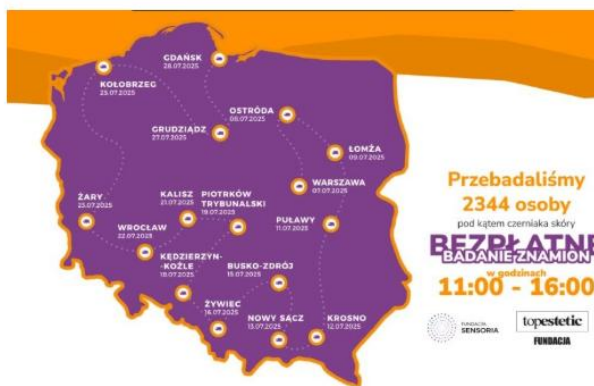 GDAŃSK
28.07.2025
KOŁOBRZEG
25.07.2025
OSTRÓDA
08.07.2025
GRUDZIĄDZ
27.07.2025
ŁOMŻA
09.07.2025
WARSZAWA
07.07.2025
ŻARY
23.07.2025
KALISZ
21.07.2025
PIOTRKÓW
TRYBUNALSKI
19.07.2025
PUŁAWY
11.07.2025
WROCŁAW
22.07.2025
KĘDZIERZYN-
KOŹLE
18.07.2025
BUSKO-ZDRÓJ
15.07.2025
ŻYWIEC
16.07.2025
NOWY SĄCZ
13.07.2025
KROSNO
12.07.2025
Przebadaliśmy
2344 osoby
pod kątem czerniaka skóry
BEZPŁATNE
BADANIE ZNAMION
w godzinach
11:00 - 16:00
FUNDACJA
SENSORIA
topestetic
FUNDACJA